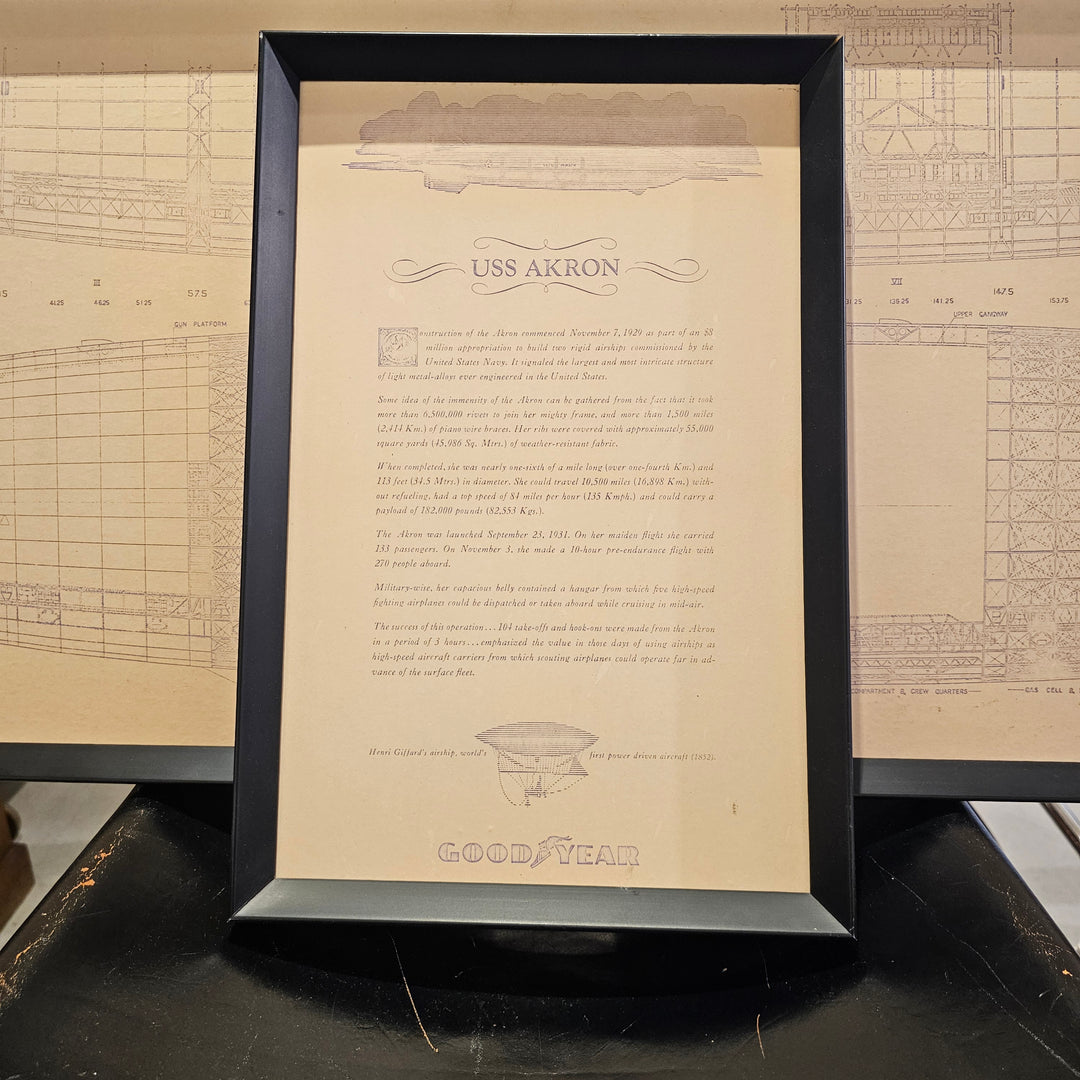 USS AKRON
Construction of the Akron commenced November 7, 1929 as part of an $8
million appropriation to build two rigid airships commissioned by the
United States Navy. It signaled the largest and most intricate structure
of light metal-alloys ever engineered in the United States.
Some idea of the immensity of the Akron can be gathered from the fact that it took
more than 6,500,000 rivets to join her mighty frame, and more than 1,500 miles
(2,414 Km.) of piano wire braces. Her ribs were covered with approximately 55,000
square yards (45,986 Sq. Mtrs.) of weather-resistant fabric.
When completed, she was nearly one-sixth of a mile long (over one-fourth Km.) and
113 feet (34.5 Mtrs.) in diameter. She could travel 10,500 miles (16,898 Km.) with-
out refueling, had a top speed of 84 miles per hour (135 Kmph.) and could carry a
payload of 182,000 pounds (82,553 Kgs.).
The Akron was launched September 23, 1931. On her maiden flight she carried
133 passengers. On November 3, she made a 10-hour pre-endurance flight with
270 people aboard.
Military-wise, her capacious belly contained a hangar from which five high-speed
fighting airplanes could be dispatched or taken aboard while cruising in mid-air.
The success of this operation... 104 take-offs and hook-ons were made from the Akron
in a period of 3 hours... emphasized the value in those days of using airships as
high-speed aircraft carriers from which scouting airplanes could operate far in ad-
vance of the surface fleet.
Henri Giffard's airship, world's first power driven aircraft (1852).
GOODYEAR
III
41.25 46.25 51.25 57.5
GUN PLATFORM
VII
135.25 141.25 147.5 153.75
UPPER GANGWAY
COMPARTMENT & CREW QUARTERS
GAS CELL